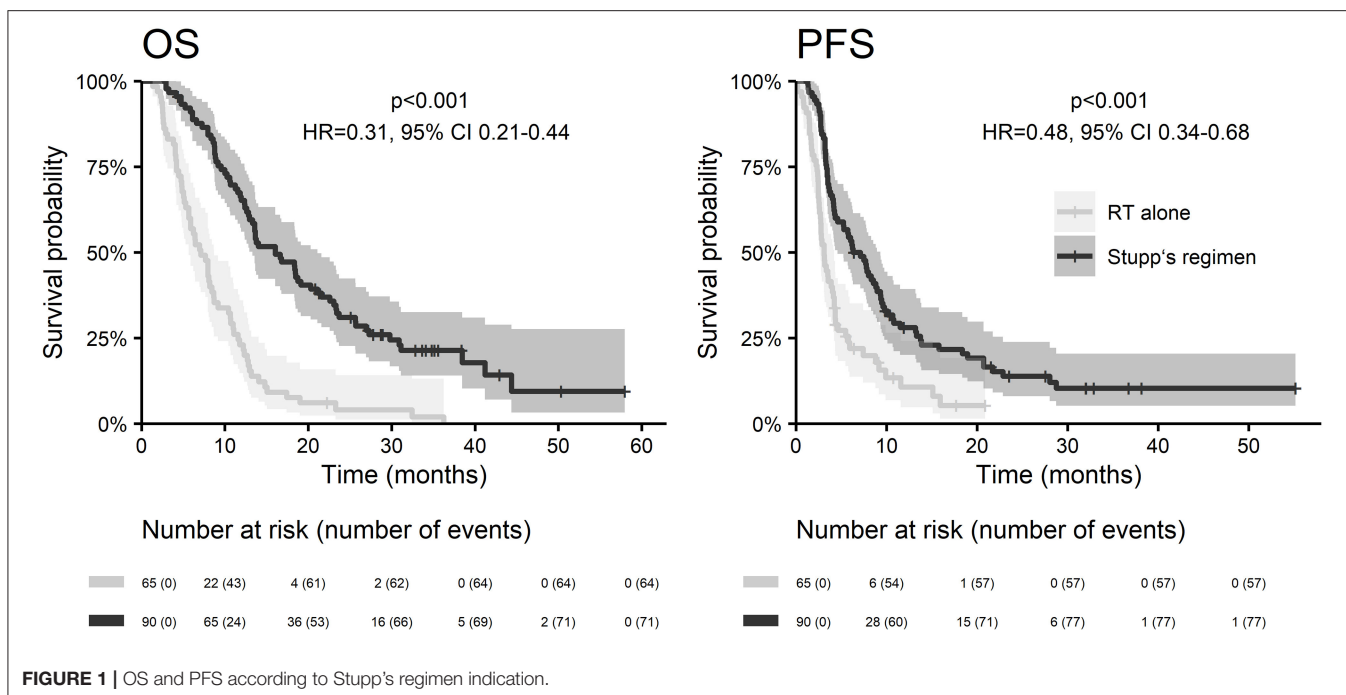 OS
100%
75%
50%
25%
0%
Survival probability
p<0.001
HR=0.31, 95% CI 0.21-0.44
0 10 20 30 40 50 60
Time (months)
Number at risk (number of events)
65 (0) 22 (43) 4 (61) 2 (62) 0 (64) 0 (64) 0 (64)
90 (0) 65 (24) 36 (53) 16 (66) 5 (69) 2 (71) 0 (71)
PFS
100%
75%
50%
25%
0%
Survival probability
p<0.001
HR=0.48, 95% CI 0.34-0.68
RT alone
Stupp‘s regimen
0 10 20 30 40 50
Time (months)
Number at risk (number of events)
65 (0) 6 (54) 1 (57) 0 (57) 0 (57) 0 (57)
90 (0) 28 (60) 15 (71) 6 (77) 1 (77) 1 (77)
FIGURE 1 | OS and PFS according to Stupp's regimen indication.